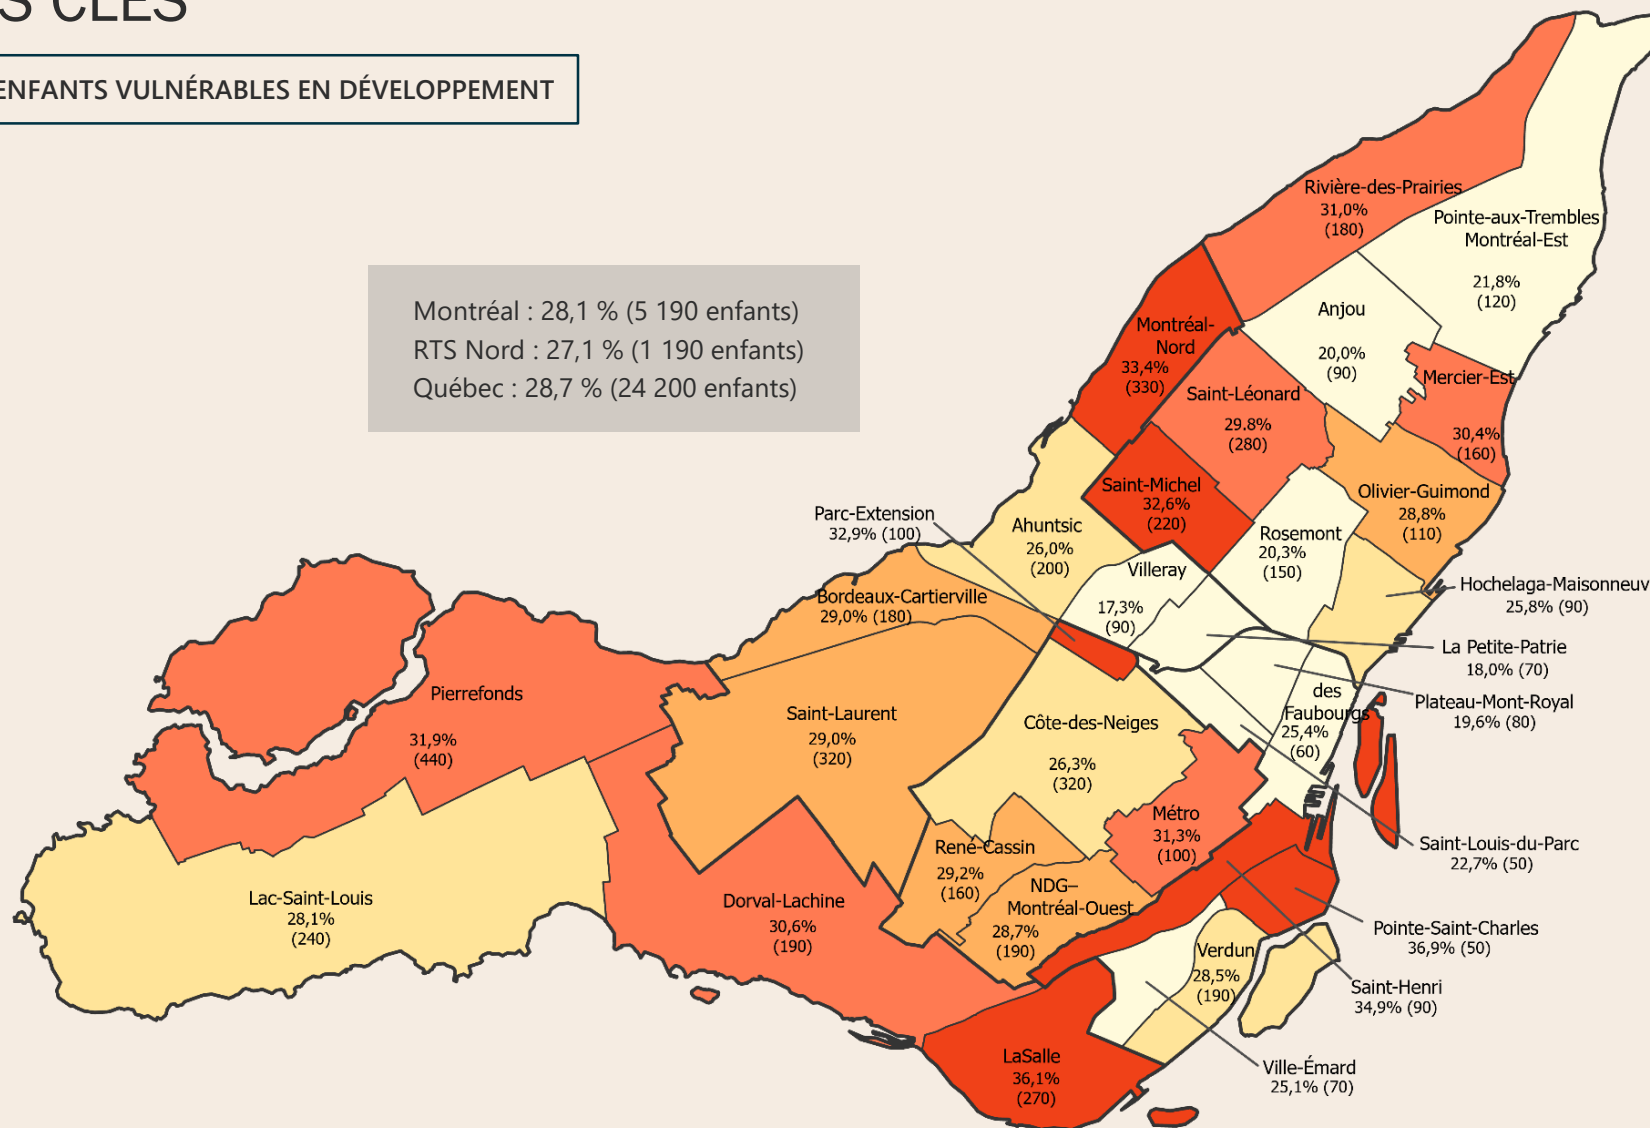 S CLÉS
ENFANTS VULNÉRABLES EN DÉVELOPPEMENT
Montréal : 28,1 % (5 190 enfants)
RTS Nord : 27,1 % (1 190 enfants)
Québec : 28,7 % (24 200 enfants)
Rivière-des-Prairies
31,0%
(180)
Pointe-aux-Trembles
Montréal-Est
21,8%
(120)
Anjou
20,0%
(90)
Montréal-
Nord
33,4%
(330)
Mercier-Est
30,4%
(160)
Saint-Léonard
29.8%
(280)
Saint-Michel
32,6%
(220)
Olivier-Guimond
28,8%
(110)
Parc-Extension
32,9% (100)
Ahuntsic
26,0%
(200)
Rosemont
20,3%
(150)
Villeray
17,3%
(90)
Bordeaux-Cartierville
29,0% (180)
Hochelaga-Maisonneuv
25,8% (90)
La Petite-Patrie
18,0% (70)
Plateau-Mont-Royal
19,6% (80)
des
Faubourgs
25,4%
(60)
Pierrefonds
31,9%
(440)
Saint-Laurent
29,0%
(320)
Côte-des-Neiges
26,3%
(320)
Métro
31,3%
(100)
Saint-Louis-du-Parc
22,7% (50)
René-Cassin
29,2%
(160)
NDG–
Montréal-Ouest
28,7%
(190)
Lac-Saint-Louis
28,1%
(240)
Dorval-Lachine
30,6%
(190)
Pointe-Saint-Charles
36,9% (50)
Verdun
28,5%
(190)
Saint-Henri
34,9% (90)
LaSalle
36,1%
(270)
Ville-Émard
25,1% (70)